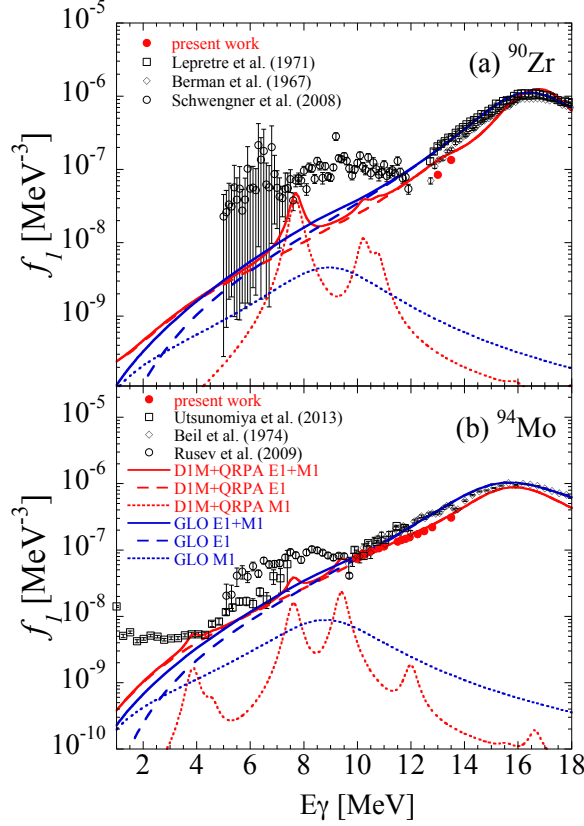 present work
Lepretre et al. (1971)
Berman et al. (1967)
Schwengner et al. (2008)
(a) ⁹⁰Zr
10⁻⁵
10⁻⁶
10⁻⁷
10⁻⁸
10⁻⁹
f₁ [MeV⁻³]
present work
Utsunomiya et al. (2013)
Beil et al. (1974)
Rusev et al. (2009)
D1M+QRPA E1+M1
D1M+QRPA E1
D1M+QRPA M1
GLO E1+M1
GLO E1
GLO M1
(b) ⁹⁴Mo
10⁻⁵
10⁻⁶
10⁻⁷
10⁻⁸
10⁻⁹
10⁻¹⁰
f₁ [MeV⁻³]
2 4 6 8 10 12 14 16 18
Eγ [MeV]